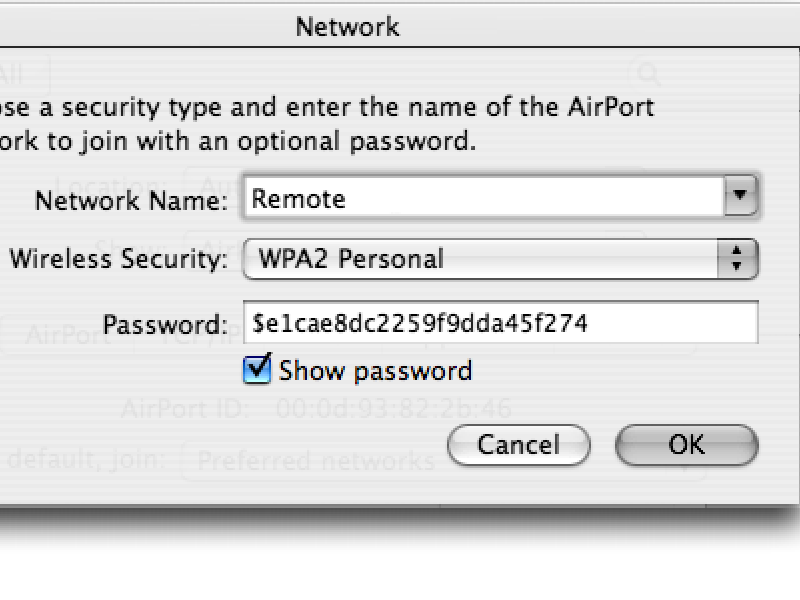 Network
All
ose a security type and enter the name of the AirPort
ork to join with an optional password.
Location: Aut
Network Name: Remote
Show: Air
Wireless Security: WPA2 Personal
AirPort TCP/IP
Password: $e1cae8dc2259f9dda45f274
Show password
AirPort ID: 00:0d:93:82:2b:46
Cancel OK
default, join: Preferred networks